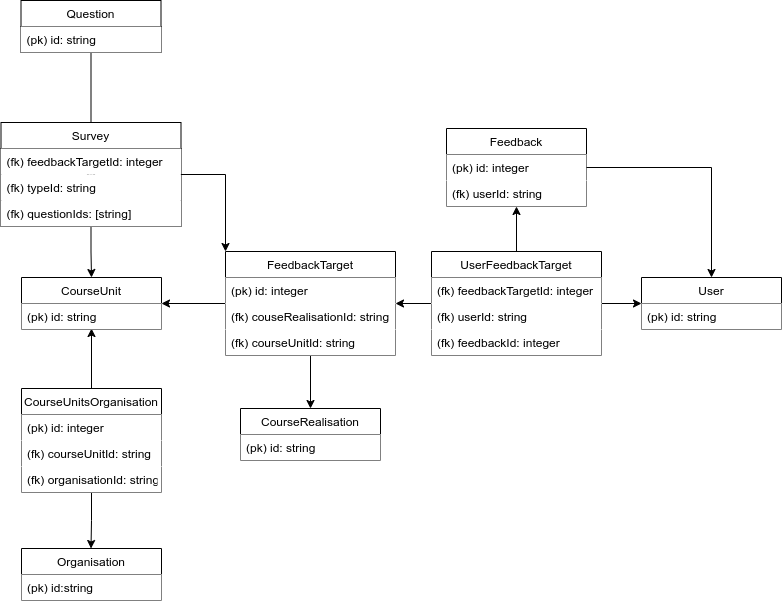 Question
(pk) id: string
Survey
(fk) feedbackTargetId: integer
(fk) typeId: string
(fk) questionIds: [string]
Feedback
(pk) id: integer
(fk) userId: string
CourseUnit
(pk) id: string
FeedbackTarget
(pk) id: integer
(fk) couseRealisationId: string
(fk) courseUnitId: string
UserFeedbackTarget
(fk) feedbackTargetId: integer
(fk) userId: string
(fk) feedbackId: integer
User
(pk) id: string
CourseUnitsOrganisation
(pk) id: integer
(fk) courseUnitId: string
(fk) organisationId: string
CourseRealisation
(pk) id: string
Organisation
(pk) id:string